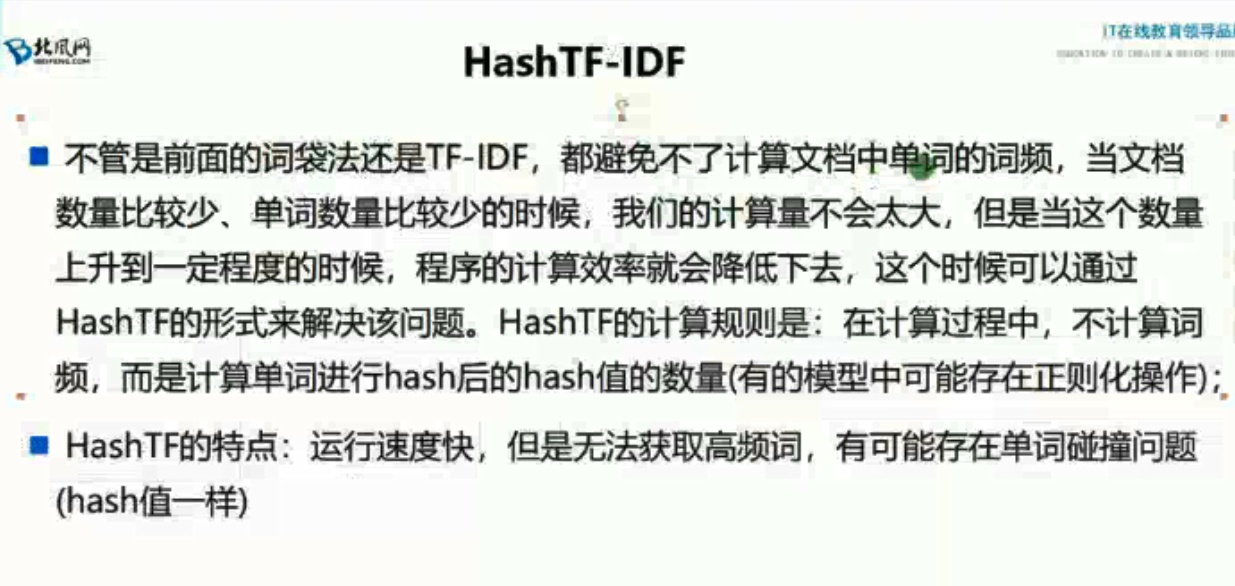 北风网
IBEIFENG.COM
IT在线教育领导品
HashTF-IDF
不管是前面的词袋法还是TF-IDF，都避免不了计算文档中单词的词频，当文档
数量比较少、单词数量比较少的时候，我们的计算量不会太大，但是当这个数量
上升到一定程度的时候，程序的计算效率就会降低下去，这个时候可以通过
HashTF的形式来解决该问题。HashTF的计算规则是：在计算过程中，不计算词
频，而是计算单词进行hash后的hash值的数量(有的模型中可能存在正则化操作)；
HashTF的特点：运行速度快，但是无法获取高频词，有可能存在单词碰撞问题
(hash值一样)